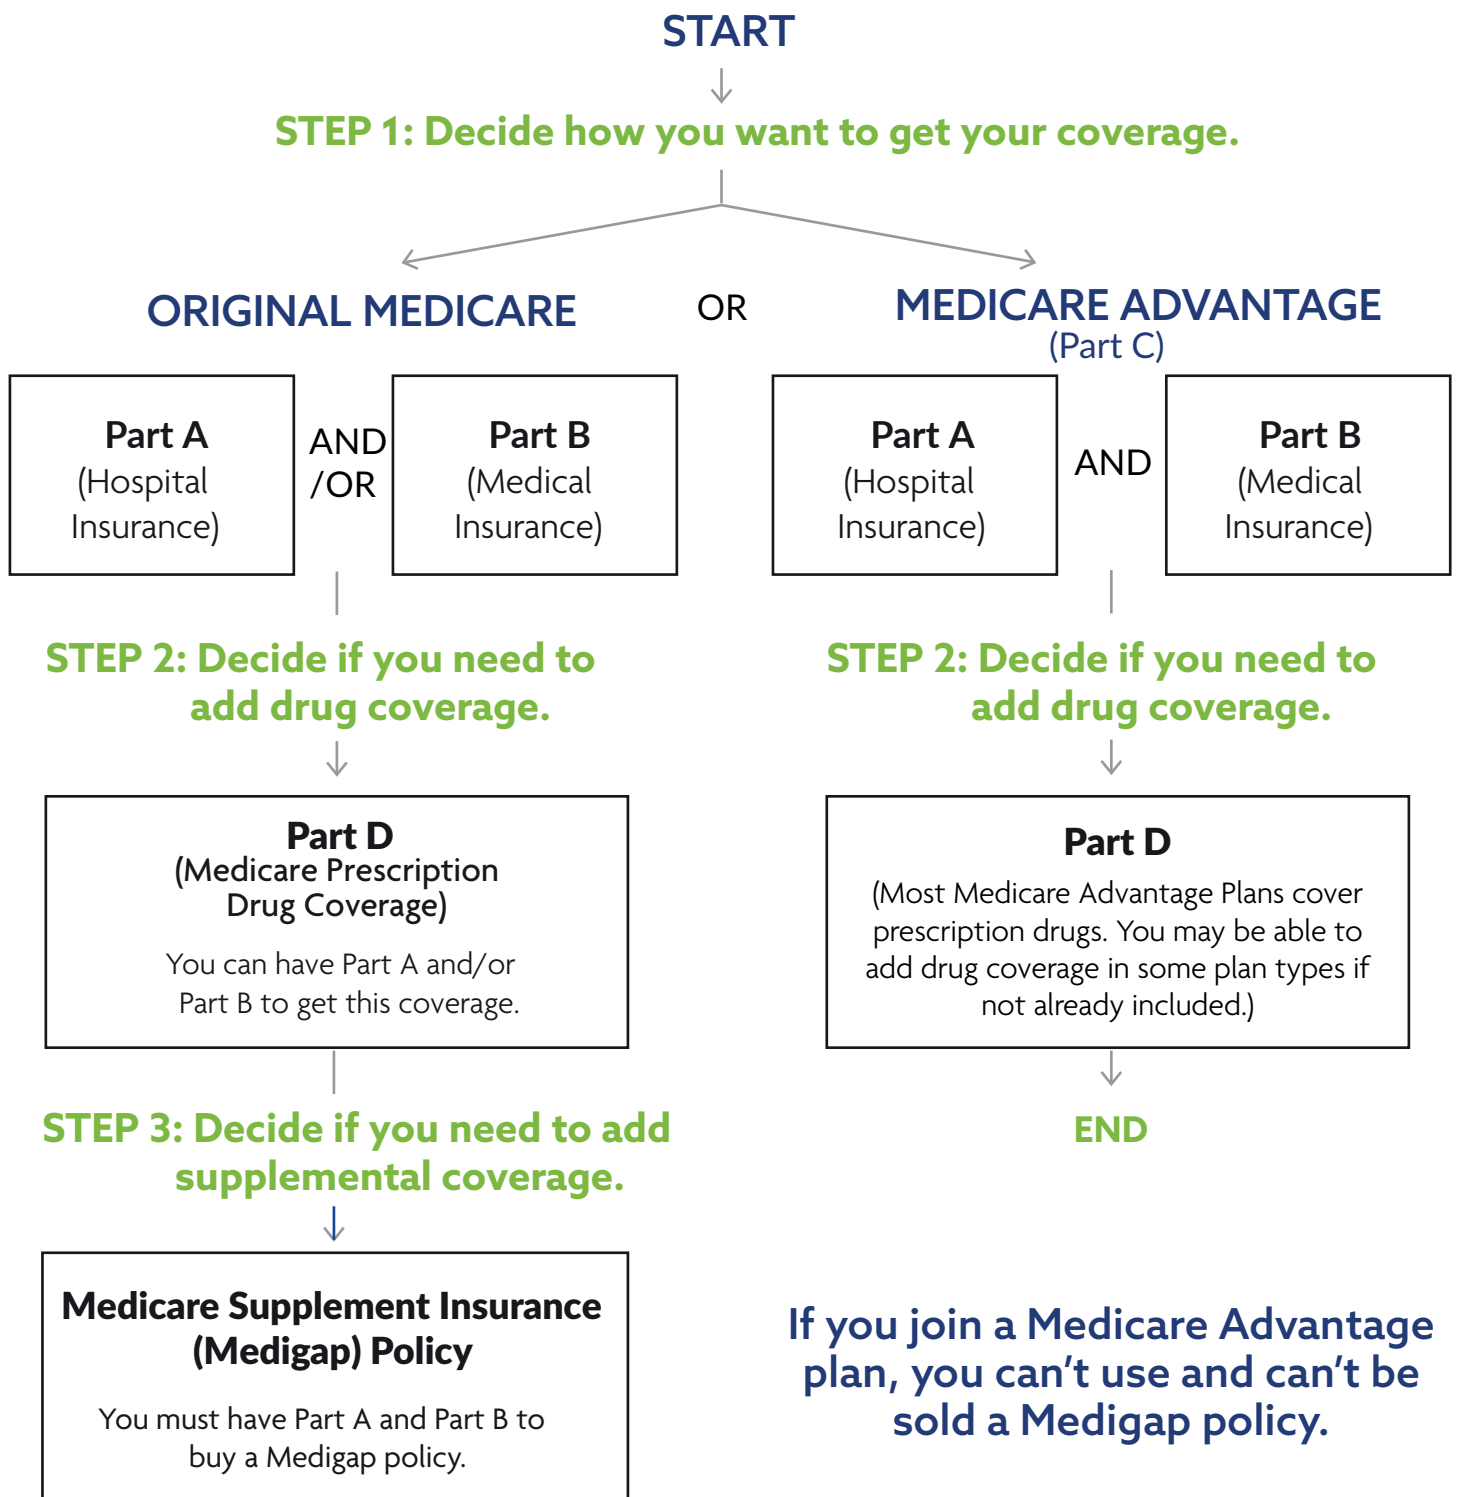 START
STEP 1: Decide how you want to get your coverage.
ORIGINAL MEDICARE
OR
MEDICARE ADVANTAGE
(Part C)
Part A
(Hospital
Insurance)
AND
/OR
Part B
(Medical
Insurance)
Part A
(Hospital
Insurance)
AND
Part B
(Medical
Insurance)
STEP 2: Decide if you need to
add drug coverage.
Part D
(Medicare Prescription
Drug Coverage)
You can have Part A and/or
Part B to get this coverage.
STEP 3: Decide if you need to add
supplemental coverage.
Medicare Supplement Insurance
(Medigap) Policy
You must have Part A and Part B to
buy a Medigap policy.
STEP 2: Decide if you need to
add drug coverage.
Part D
(Most Medicare Advantage Plans cover
prescription drugs. You may be able to
add drug coverage in some plan types if
not already included.)
END
If you join a Medicare Advantage
plan, you can’t use and can’t be
sold a Medigap policy.